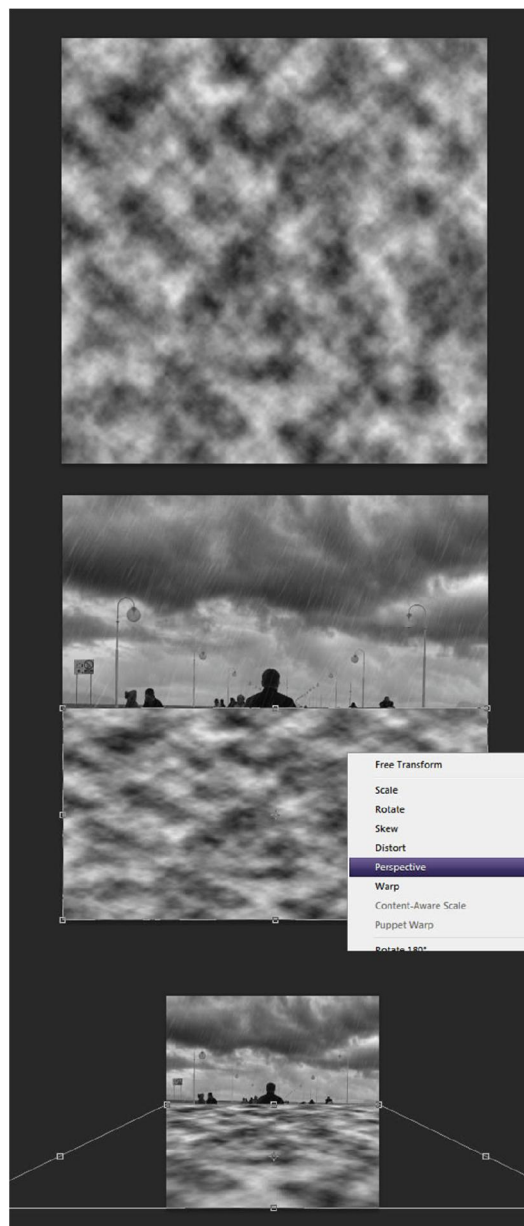 Free Transform
Scale
Rotate
Skew
Distort
Perspective
Warp
Content-Aware Scale
Puppet Warp
Rotate 180°